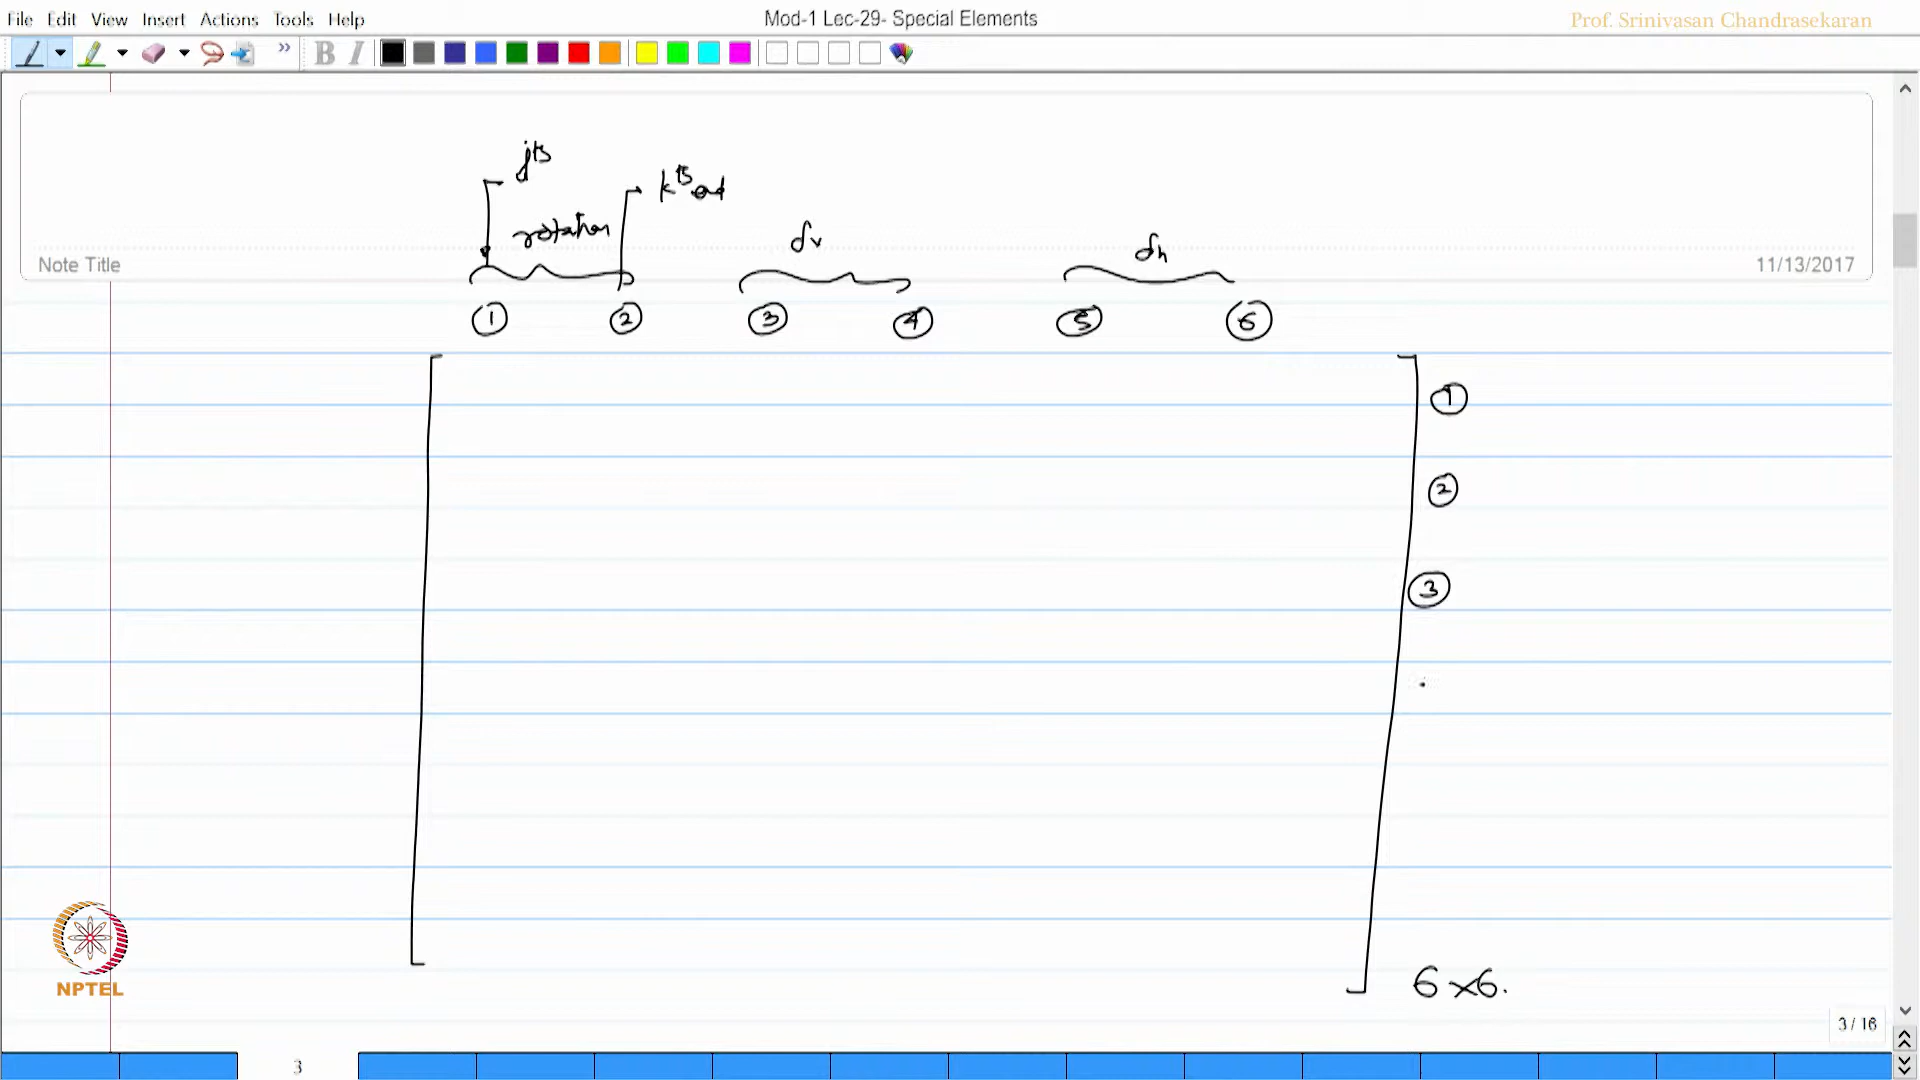 File Edit View Insert Actions Tools Help
Mod-1 Lec-29- Special Elements
Prof. Srinivasan Chandrasekaran
B I
jth
kth end
rotation
δv
δh
Note Title
11/13/2017
1 2 3 4 5 6
1
2
3
6 x 6.
NPTEL
3 / 16
3